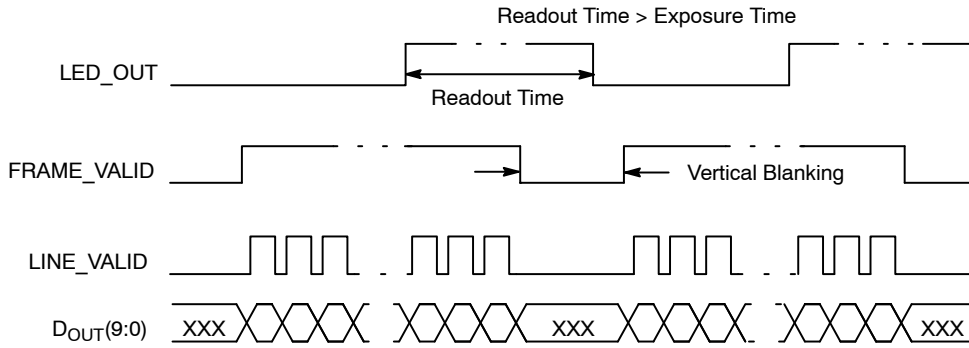 Readout Time > Exposure Time
LED_OUT
Readout Time
FRAME_VALID
Vertical Blanking
LINE_VALID
DOUT(9:0)
XXX
XXX
XXX